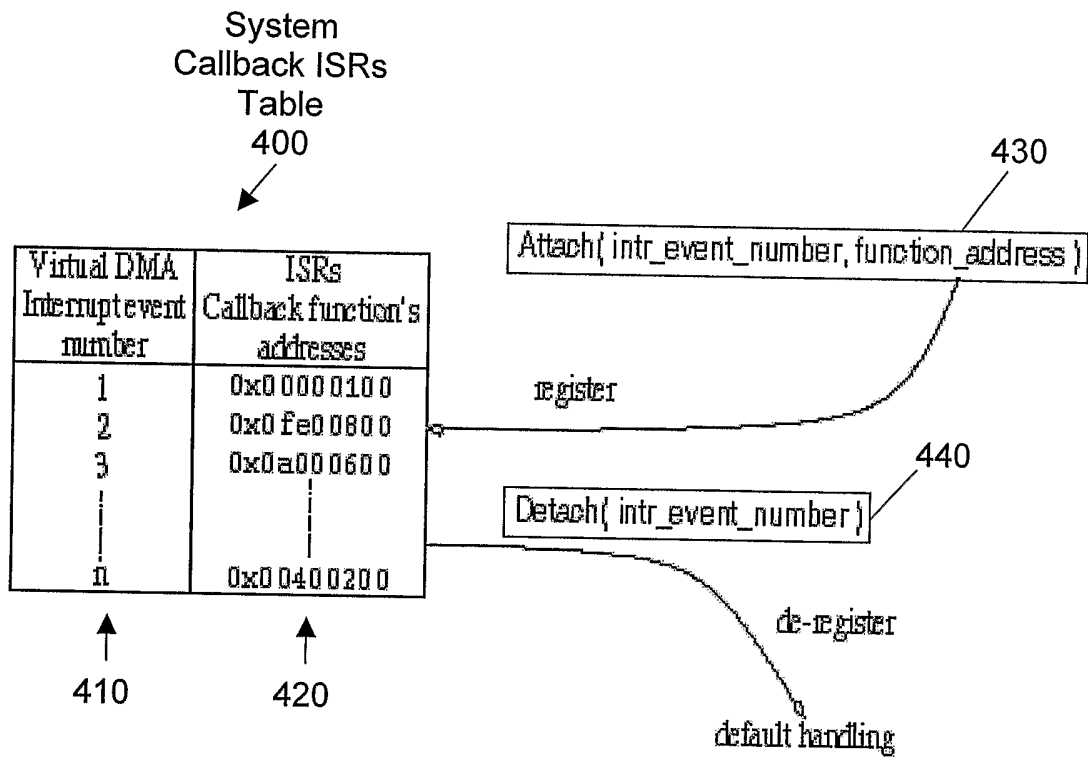 System
Callback ISRs
Table
400
430
Attach( intr_event_number, function_address )
Virtual DMA
Interrupt event
number
ISRs
Callback function's
addresses
1 0x00000100
2 0x0fe00800
3 0x0a000600
n 0x00400200
register
440
Detach( intr_event_number )
de-register
default handling
410
420